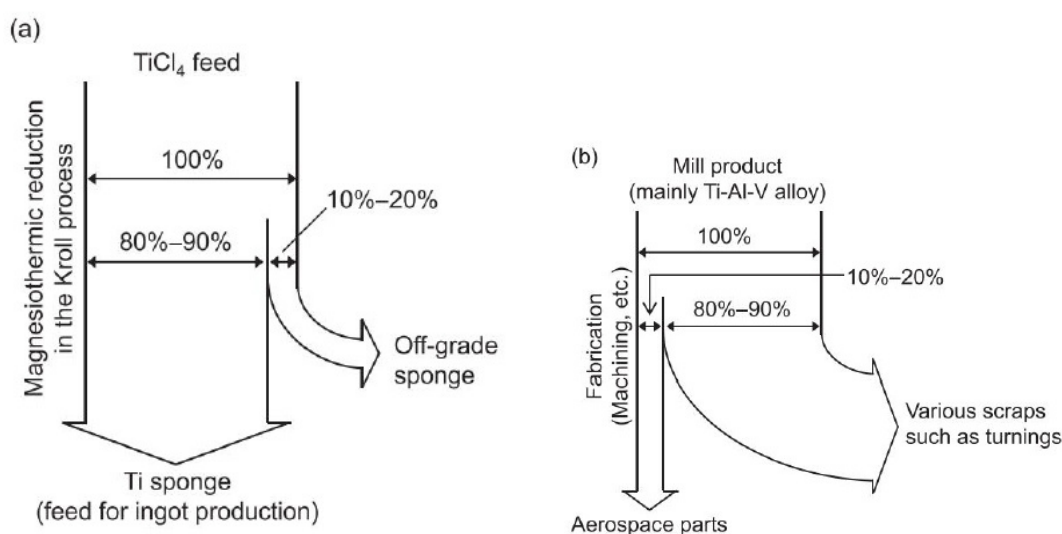 (a)
TiCl₄ feed
Magnesiothermic reduction
in the Kroll process
100%
10%–20%
80%–90%
Off-grade
sponge
Ti sponge
(feed for ingot production)
(b)
Mill product
(mainly Ti-Al-V alloy)
Fabrication
(Machining, etc.)
100%
10%–20%
80%–90%
Various scraps
such as turnings
Aerospace parts